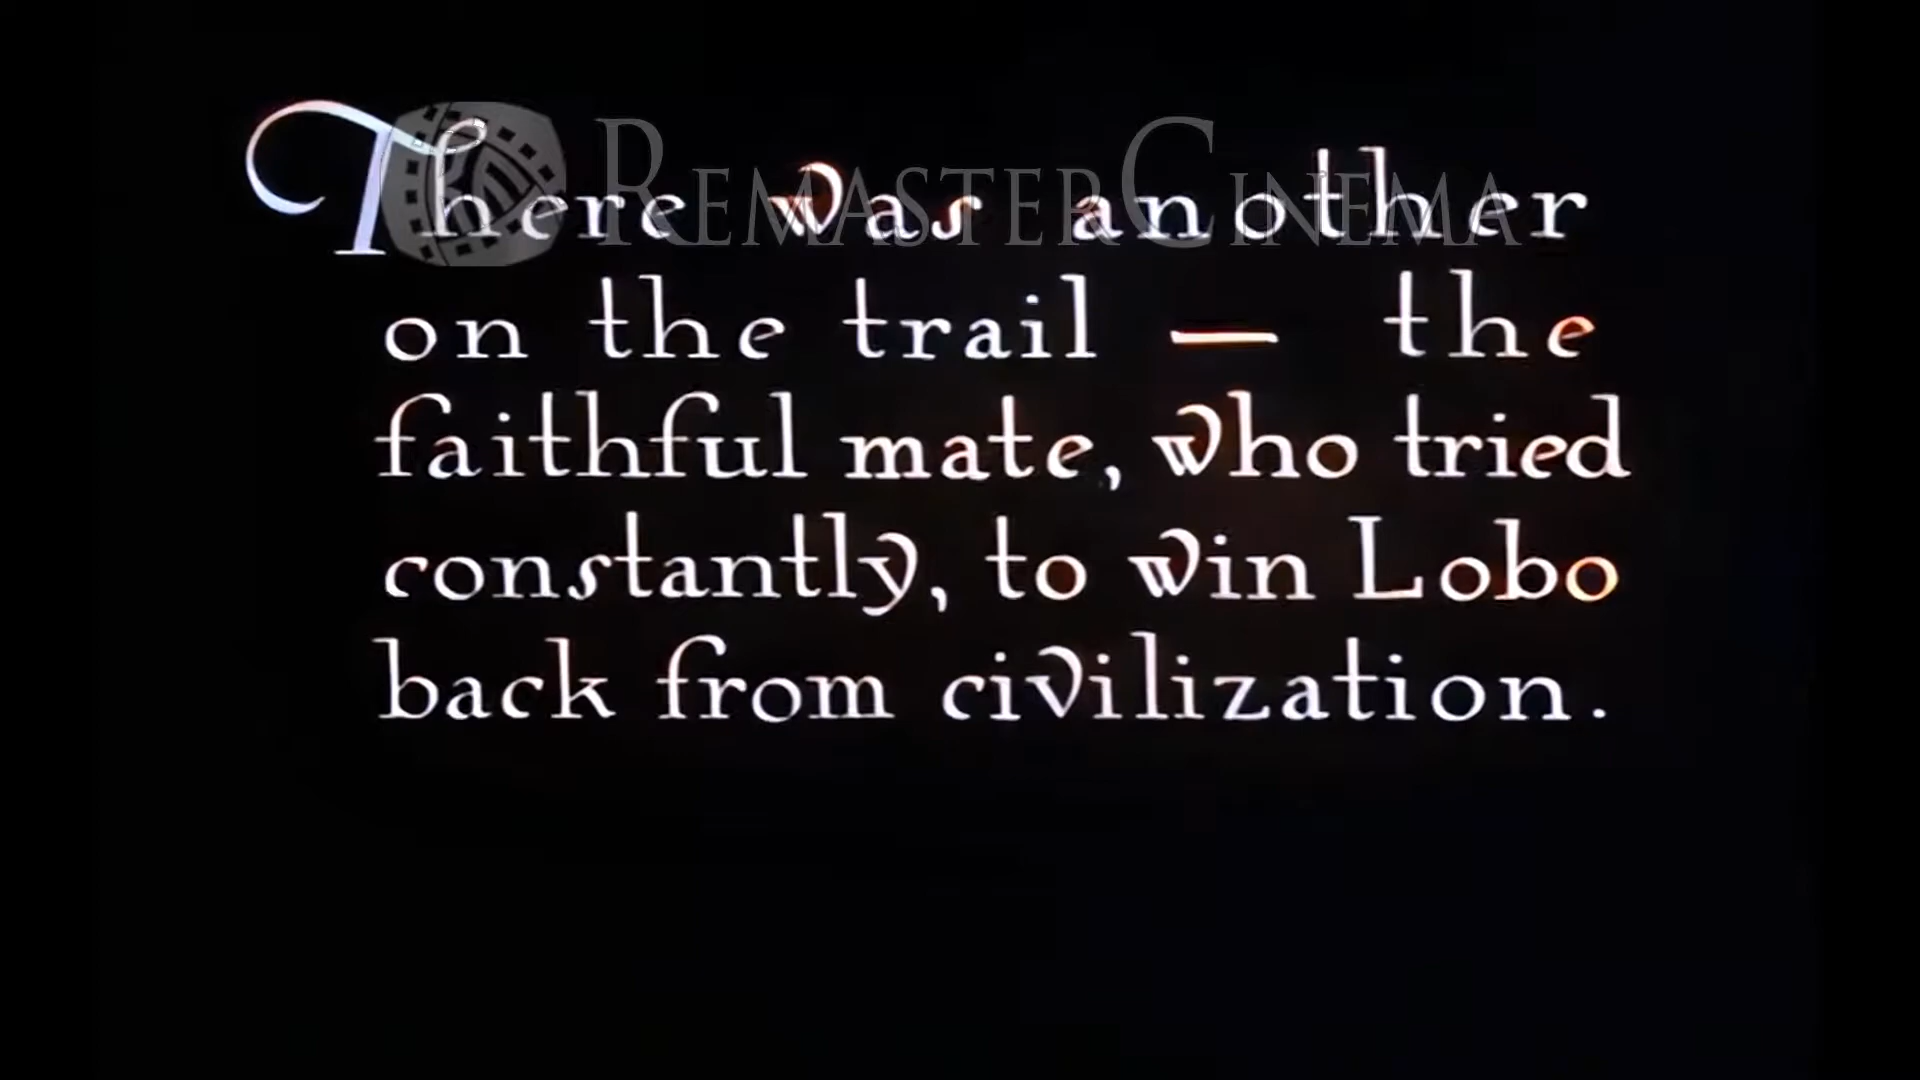 REMASTERCINEMA
There was another
on the trail — the
faithful mate, who tried
constantly, to win Lobo
back from civilization.